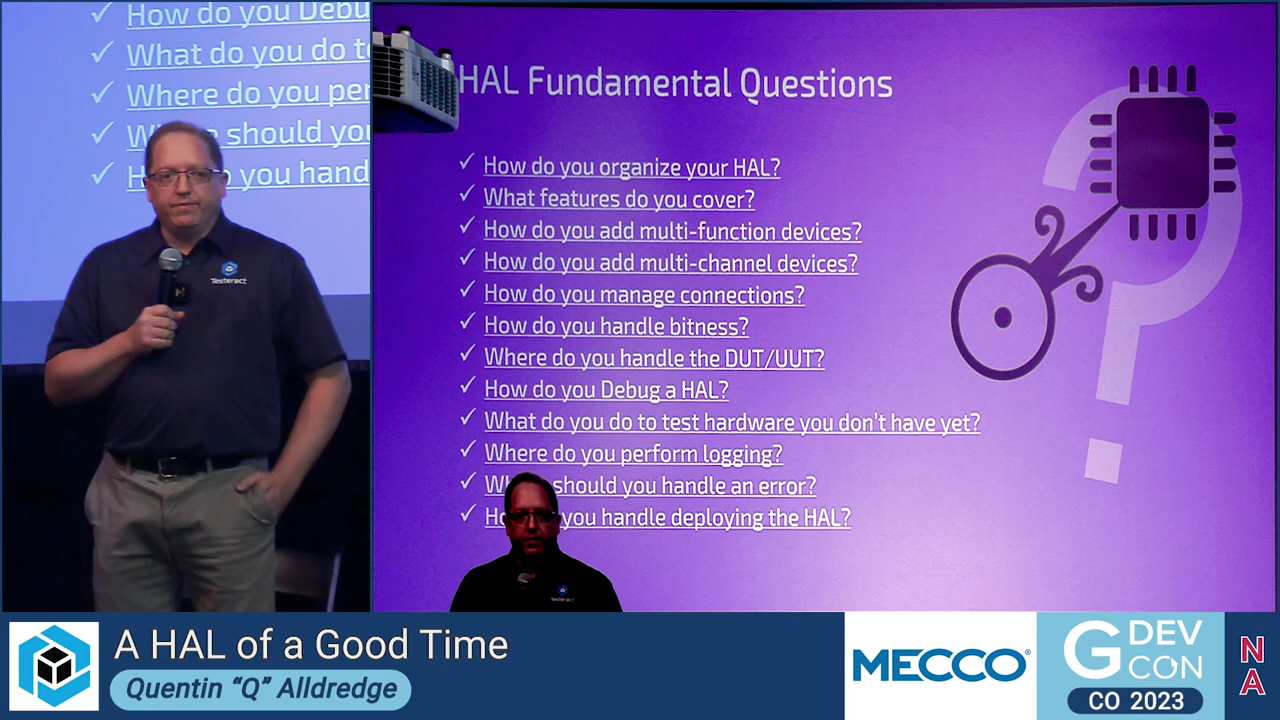 How do you Debu
What do you do to
Where do you per
W should you
H you hand
Testeract
HAL Fundamental Questions
✓ How do you organize your HAL?
✓ What features do you cover?
✓ How do you add multi-function devices?
✓ How do you add multi-channel devices?
✓ How do you manage connections?
✓ How do you handle bitness?
✓ Where do you handle the DUT/UUT?
✓ How do you Debug a HAL?
✓ What do you do to test hardware you don't have yet?
✓ Where do you perform logging?
✓ Wh should you handle an error?
✓ Ho you handle deploying the HAL?
Testeract
A HAL of a Good Time
Quentin “Q” Alldredge
MECCO®
G DEV CON
CO 2023
NA